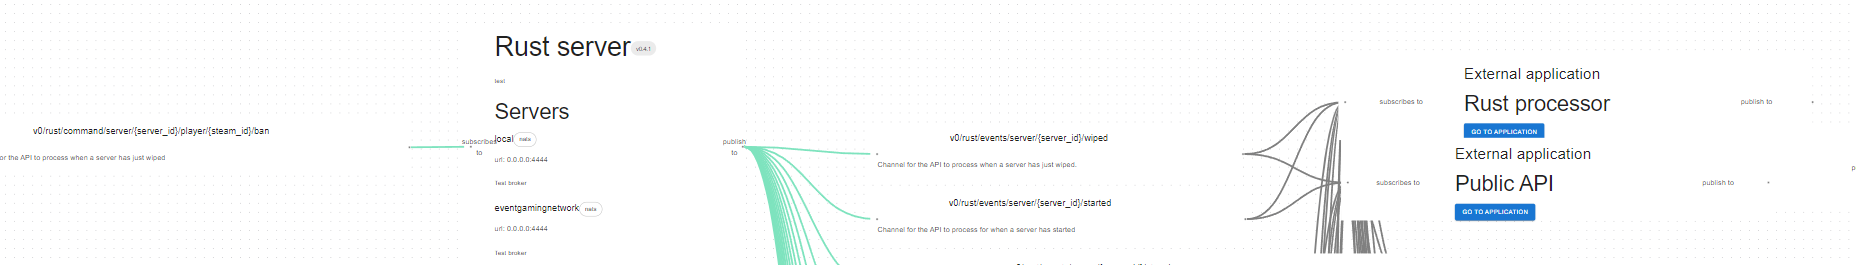 v0/rust/command/server/{server_id}/player/{steam_id}/ban
or the API to process when a server has just wiped
subscribes
to
Rust server v0.4.1
test
Servers
local nats
url: 0.0.0.0:4444
Test broker
eventgamingnetwork nats
url: 0.0.0.0:4444
Test broker
publish
to
v0/rust/events/server/{server_id}/wiped
Channel for the API to process when a server has just wiped.
v0/rust/events/server/{server_id}/started
Channel for the API to process for when a server has started
subscribes to
External application
Rust processor
GO TO APPLICATION
publish to
subscribes to
External application
Public API
GO TO APPLICATION
publish to
p